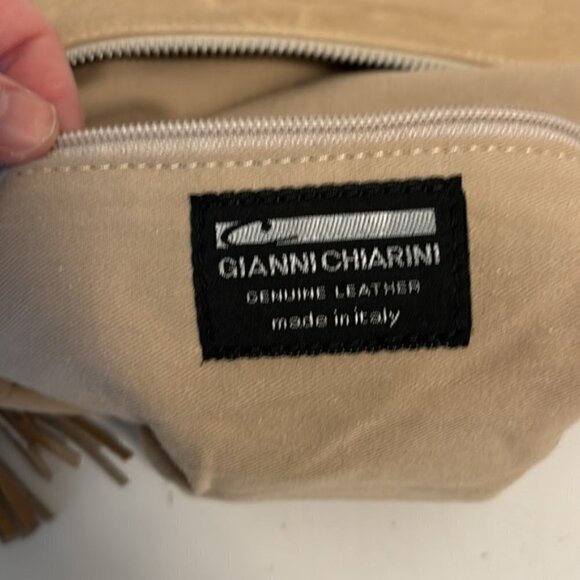 GIANNI CHIARINI
GENUINE LEATHER
made in italy